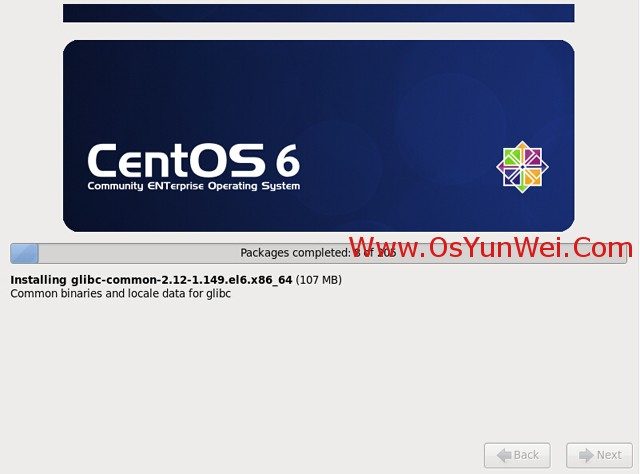 CentOS 6
Community ENTerprise Operating System
Packages completed: 8 of 205
Www.OsYunWei.Com
Installing glibc-common-2.12-1.149.el6.x86_64 (107 MB)
Common binaries and locale data for glibc
Back
Next